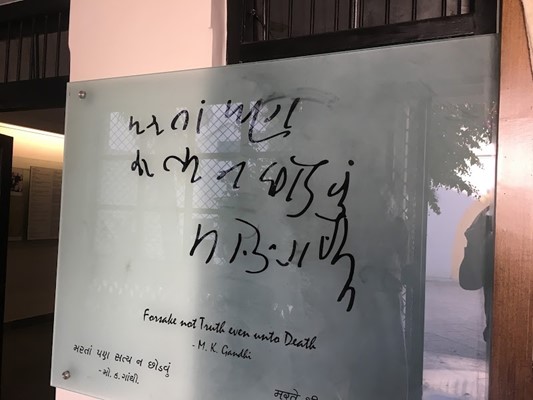 મરતાં પણ
સત્ય ન છોડવું
મો. ક. ગાંધી
Forsake not Truth even unto Death
- M. K. Gandhi
મરતાં પણ સત્ય ન છોડવું
- મો. ક. ગાંધી.